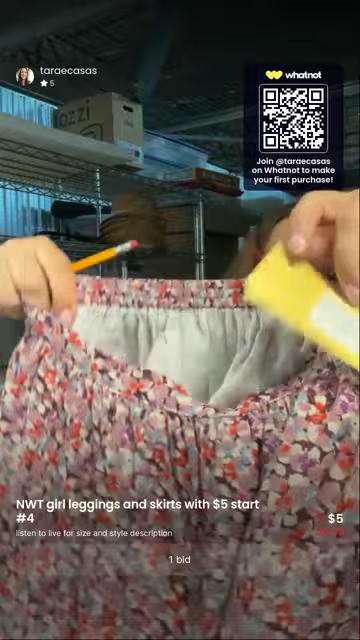 taraecasas
★ 5
whatnot
Join @taraecasas
on Whatnot to make
your first purchase!
ozzi
NWT girl leggings and skirts with $5 start
#4
$5
listen to live for size and style description
1 bid